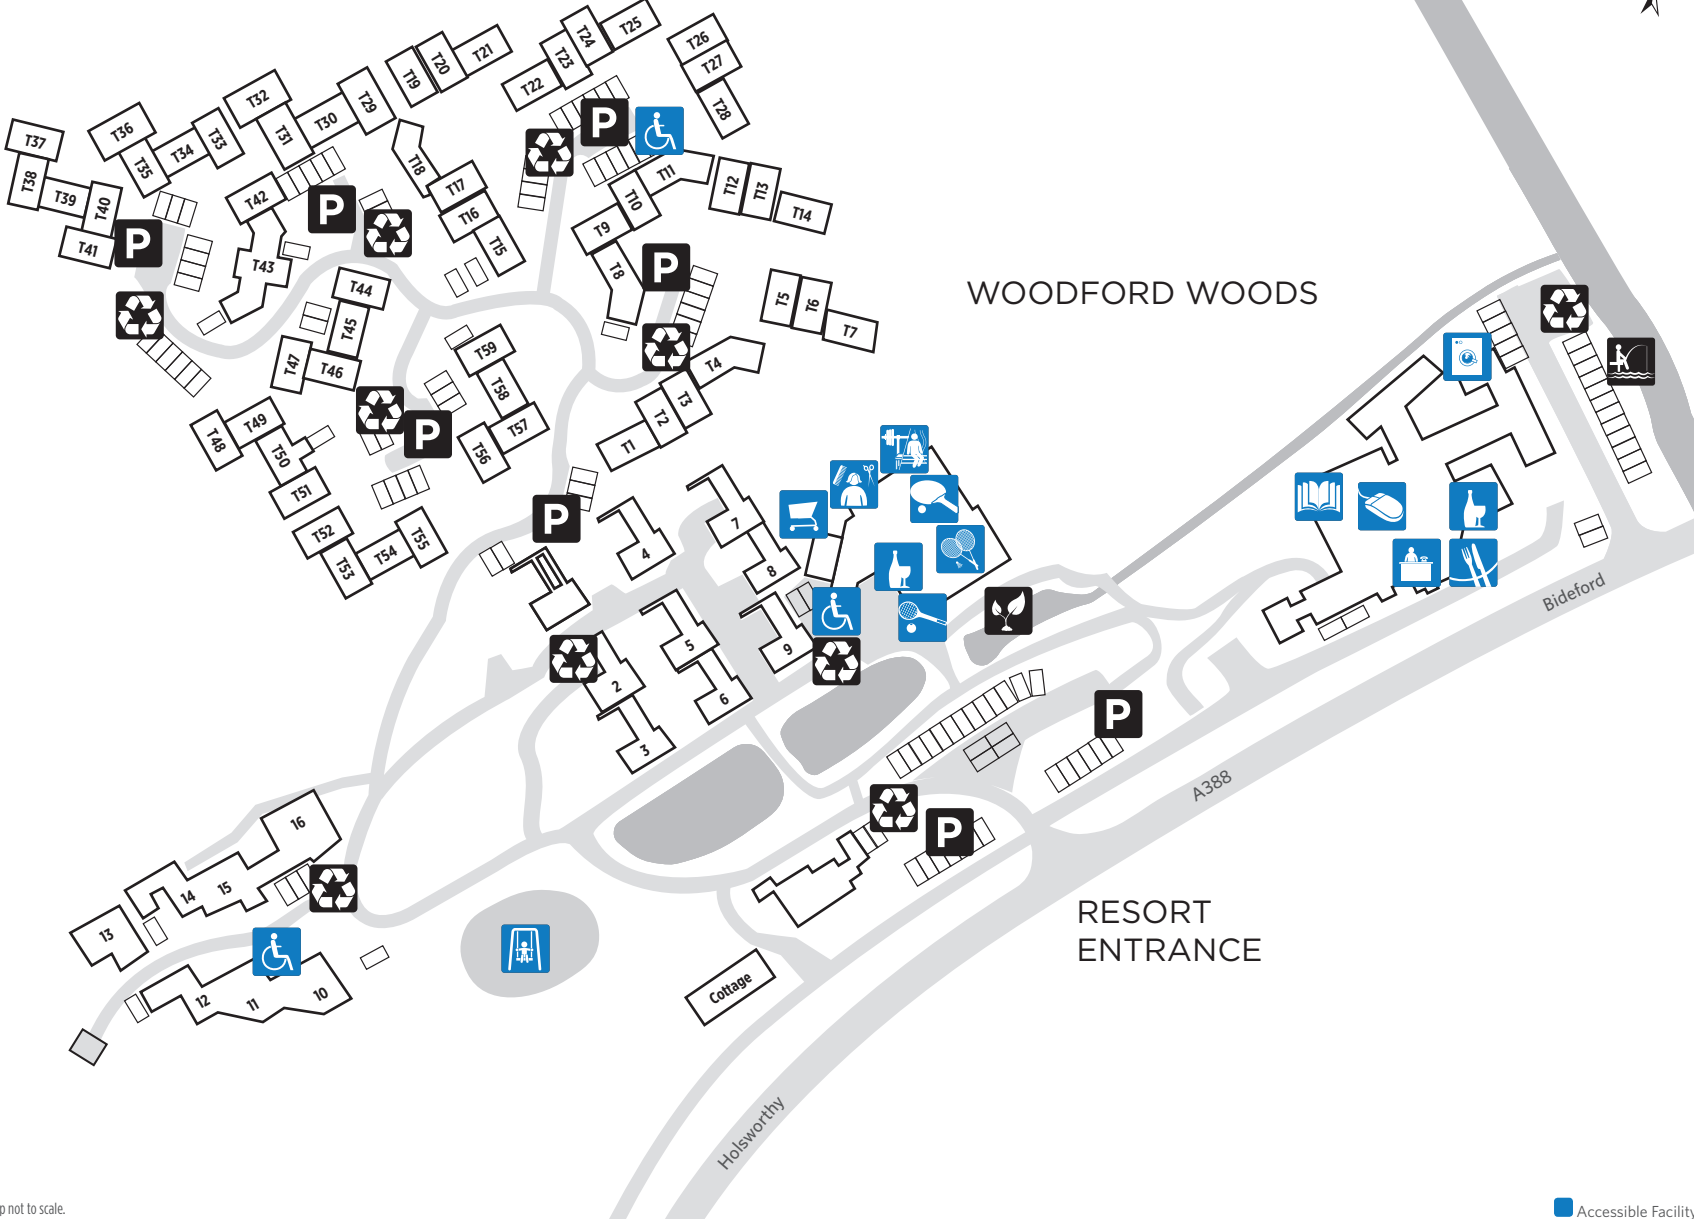 T25
T24
T26
T21
T20
T23
T27
T19
T22
T32
T29
T28
P
T36
T30
T31
T33
T37
T34
T35
T18
T11
T38
T17
T12
T13
T39
T42
T10
T40
P
T16
T14
T9
T41
P
T15
T43
T8
P
T44
T5
T6
WOODFORD WOODS
T45
T7
T59
T47
T46
T4
T58
T3
T49
T2
T48
P
T57
T1
T50
T56
T51
P
7
T52
T55
T54
4
T53
8
Bideford
5
9
2
6
P
3
A388
16
P
15
14
RESORT
ENTRANCE
13
Cottage
12
11
10
Holsworthy
p not to scale.
Accessible Facility